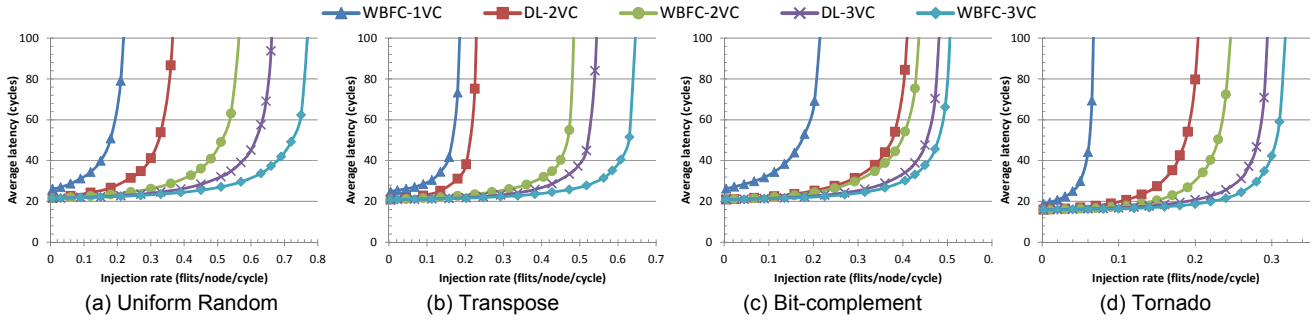 WBFC-1VC DL-2VC WBFC-2VC DL-3VC WBFC-3VC
Average latency (cycles)
100
80
60
40
20
0
0 0.1 0.2 0.3 0.4 0.5 0.6 0.7 0.8
Injection rate (flits/node/cycle)
(a) Uniform Random
Average latency (cycles)
100
80
60
40
20
0
0 0.1 0.2 0.3 0.4 0.5 0.6 0.7
Injection rate (flits/node/cycle)
(b) Transpose
Average latency (cycles)
100
80
60
40
20
0
0 0.1 0.2 0.3 0.4 0.5 0.6
Injection rate (flits/node/cycle)
(c) Bit-complement
Average latency (cycles)
100
80
60
40
20
0
0 0.1 0.2 0.3
Injection rate (flits/node/cycle)
(d) Tornado